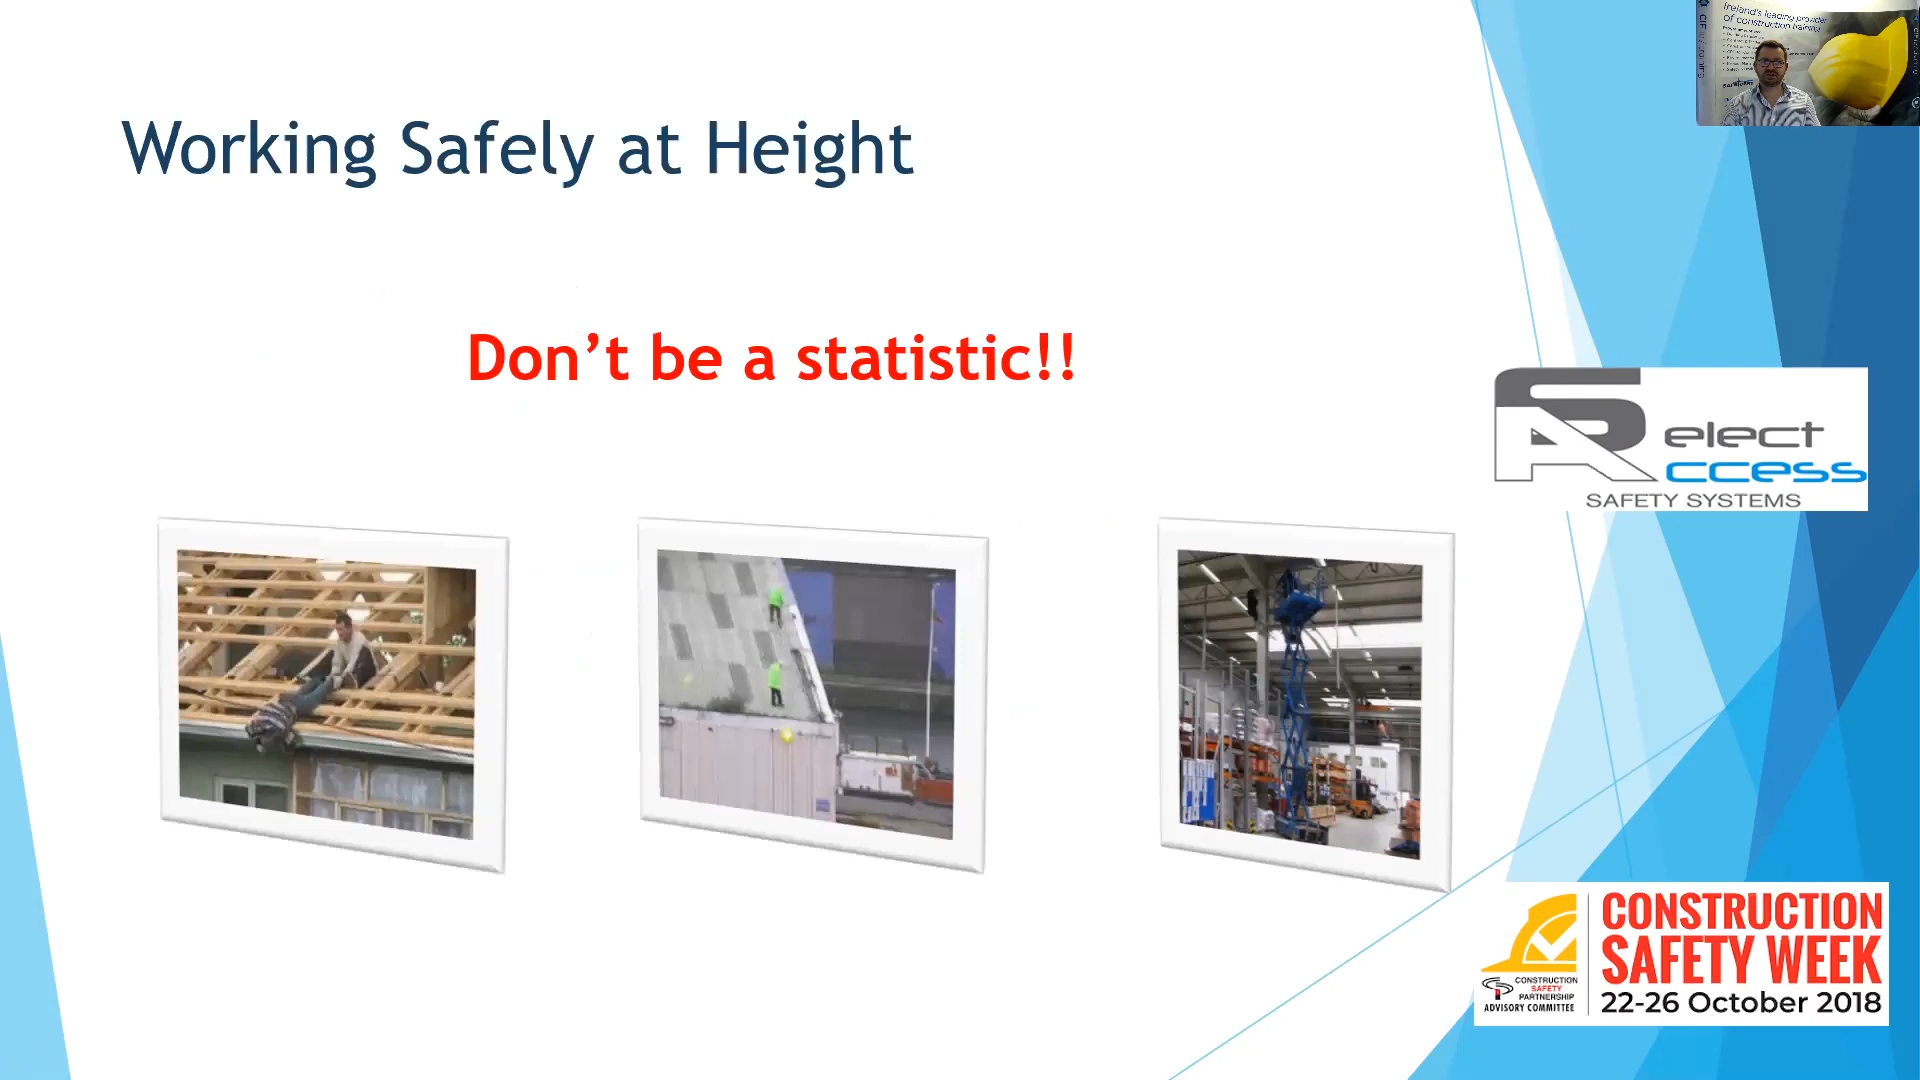 Ireland's leading provider
of construction training
Working Safely at Height
Don't be a statistic!!
SA
elect
ccess
SAFETY SYSTEMS
CONSTRUCTION
SAFETY
PARTNERSHIP
ADVISORY COMMITTEE
CONSTRUCTION
SAFETY WEEK
22-26 October 2018